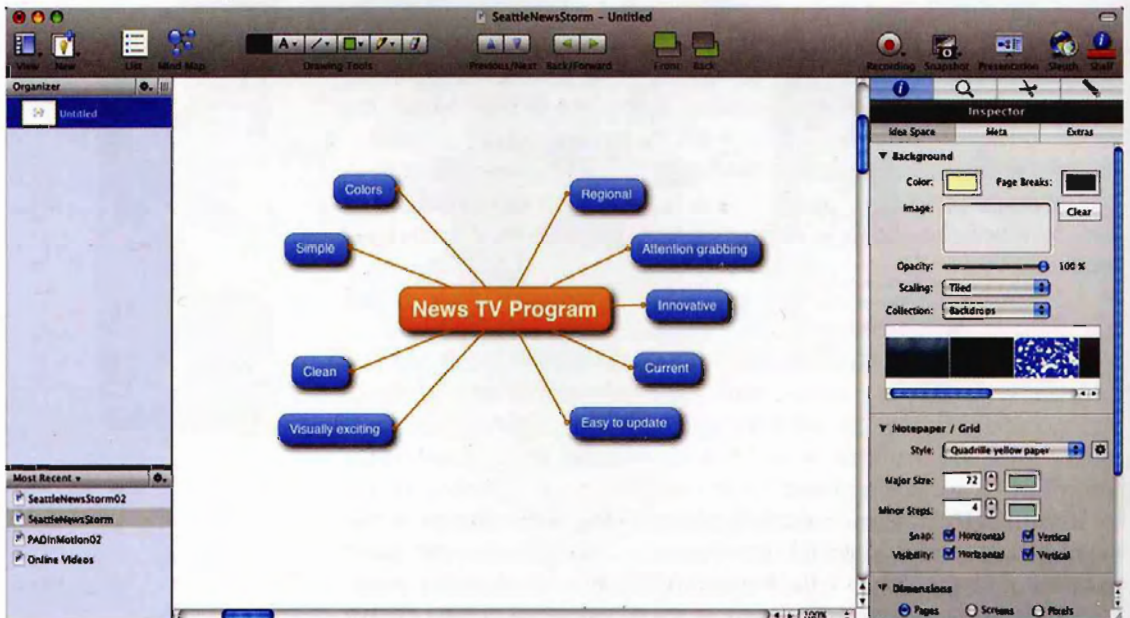 SeattleNewsStorm – Untitled
View New List Mind Map Drawing Tools Previous/Next Back/Forward Front Back Recording Snapshot Presentation Sleuth Shelf
Organizer
Untitled
Colors
Simple
Clean
Visually exciting
News TV Program
Regional
Attention grabbing
Innovative
Current
Easy to update
Most Recent
SeattleNewsStorm02
SeattleNewsStorm
PADInMotion02
Online Videos
100%
Inspector
Idea Space Meta Extras
Background
Color: Page Breaks:
Image: Clear
Opacity: 100 %
Scaling: Tiled
Collection: Backdrops
Notepaper / Grid
Style: Quadrille yellow paper
Major Size: 72
Minor Steps: 4
Snap: Horizontal Vertical
Visibility: Horizontal Vertical
Dimensions
Pages Screens Pixels